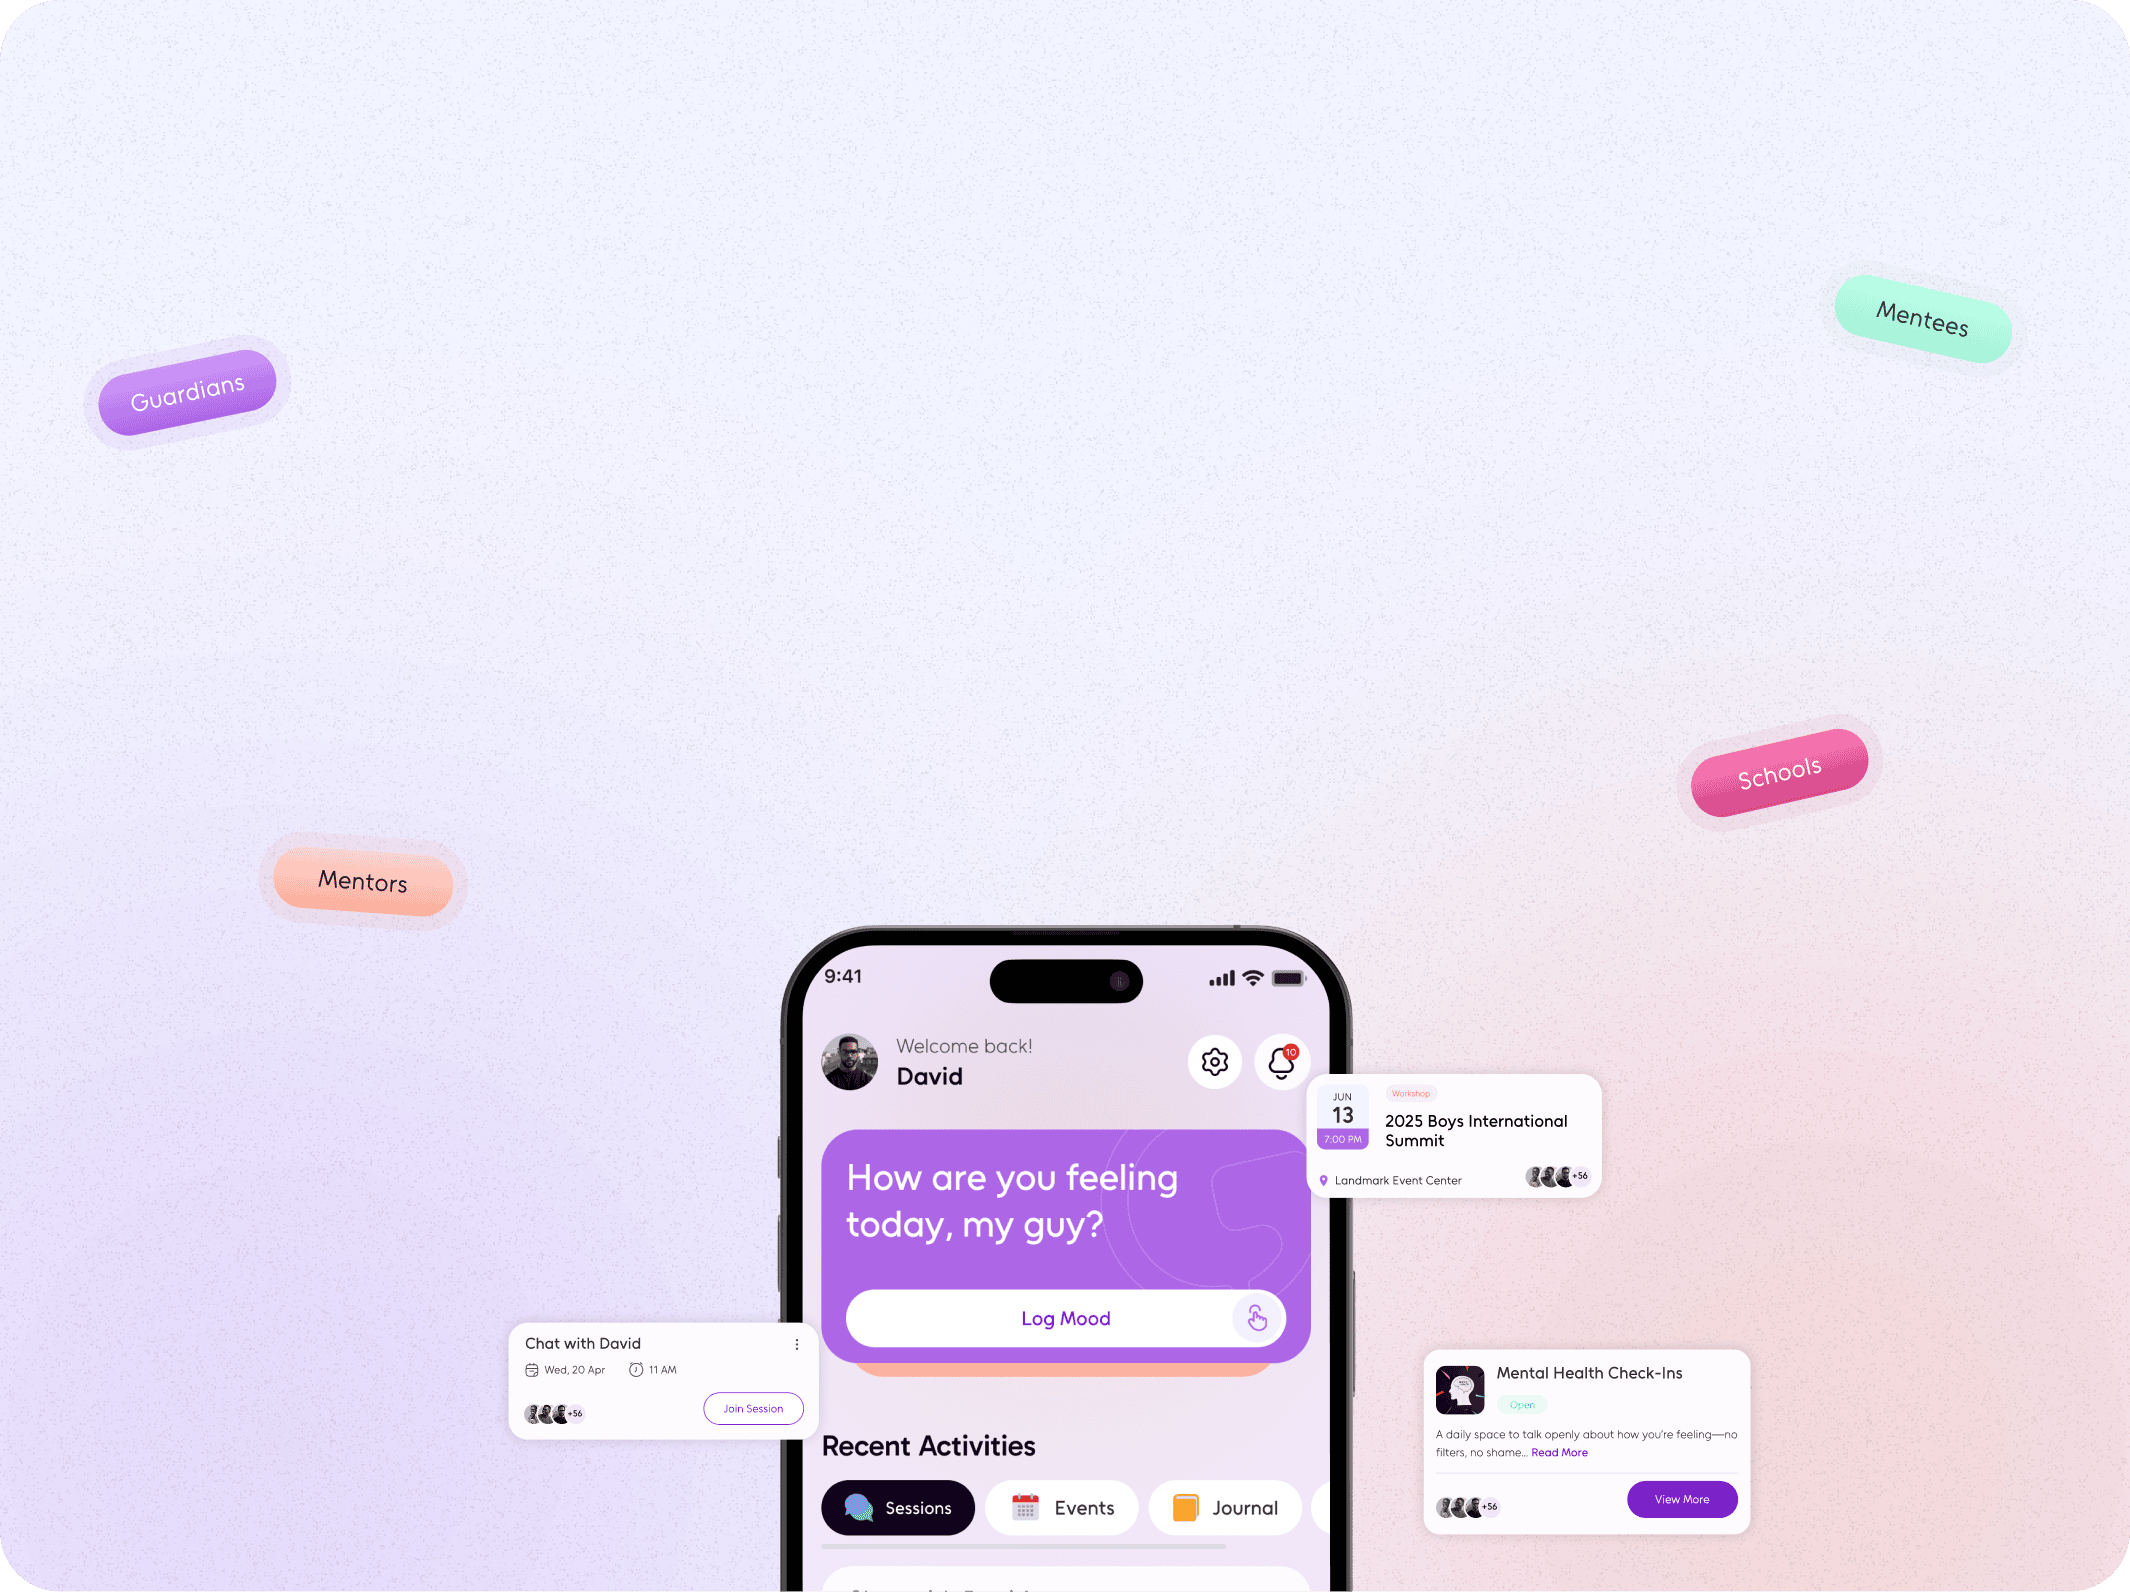 Mentees
Guardians
Schools
Mentors
9:41
Welcome back!
David
10
How are you feeling
today, my guy?
Log Mood
JUN
13
7:00 PM
Workshop
2025 Boys International
Summit
Landmark Event Center
+56
Chat with David
Wed, 20 Apr
11 AM
+56
Join Session
Mental Health Check-Ins
Open
A daily space to talk openly about how you're feeling—no
filters, no shame... Read More
+56
View More
Recent Activities
Sessions
Events
Journal